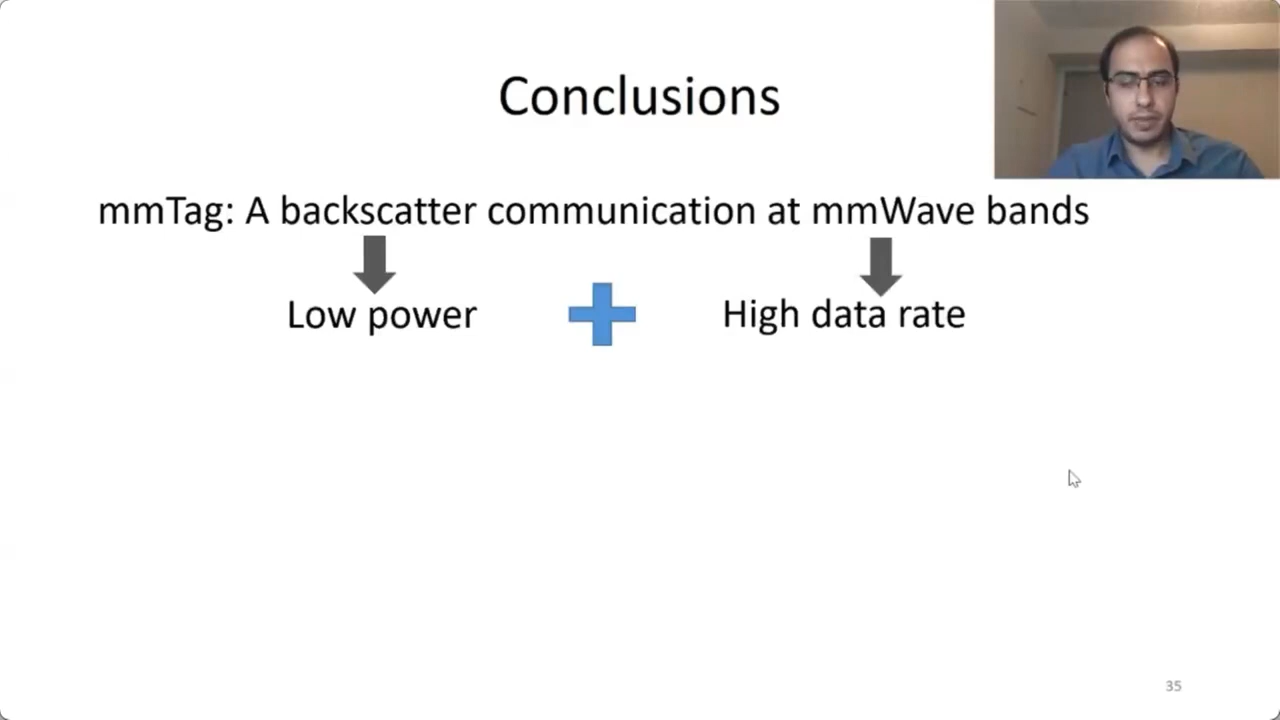 Conclusions
mmTag: A backscatter communication at mmWave bands
Low power
High data rate
35